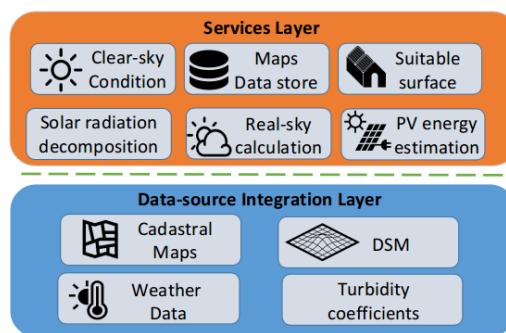 Services Layer
Clear-sky
Condition
Maps
Data store
Suitable
surface
Solar radiation
decomposition
Real-sky
calculation
PV energy
estimation
Data-source Integration Layer
Cadastral
Maps
DSM
Weather
Data
Turbidity
coefficients